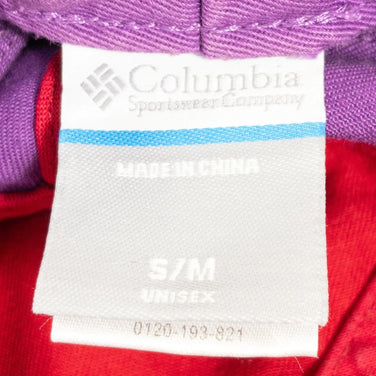 Columbia
Sportswear Company
MADE IN CHINA
S/M
UNISEX
0120-193-821